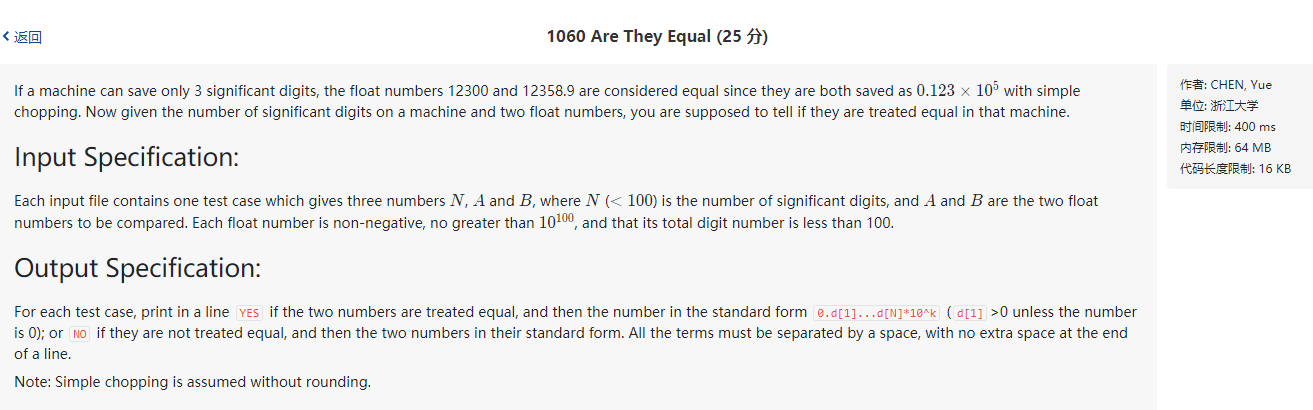 返回
1060 Are They Equal (25 分)
If a machine can save only 3 significant digits, the float numbers 12300 and 12358.9 are considered equal since they are both saved as 0.123 × 10^5 with simple
chopping. Now given the number of significant digits on a machine and two float numbers, you are supposed to tell if they are treated equal in that machine.
Input Specification:
Each input file contains one test case which gives three numbers N, A and B, where N (< 100) is the number of significant digits, and A and B are the two float
numbers to be compared. Each float number is non-negative, no greater than 10^100, and that its total digit number is less than 100.
Output Specification:
For each test case, print in a line YES if the two numbers are treated equal, and then the number in the standard form 0.d[1]...d[N]*10^k ( d[1] >0 unless the number
is 0); or NO if they are not treated equal, and then the two numbers in their standard form. All the terms must be separated by a space, with no extra space at the end
of a line.
Note: Simple chopping is assumed without rounding.
作者: CHEN, Yue
单位: 浙江大学
时间限制: 400 ms
内存限制: 64 MB
代码长度限制: 16 KB